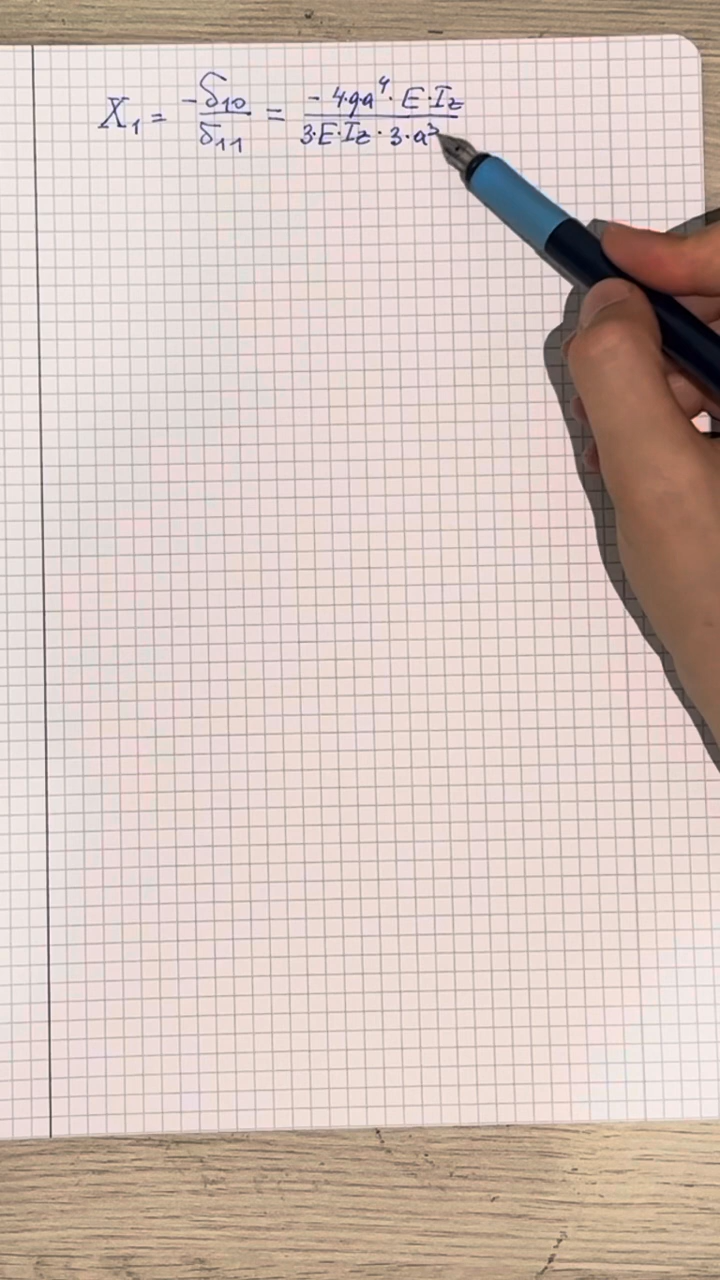 X₁ = -δ₁₀/δ₁₁ = -4·q·a⁴·E·I_z/3·E·I_z·3·a³